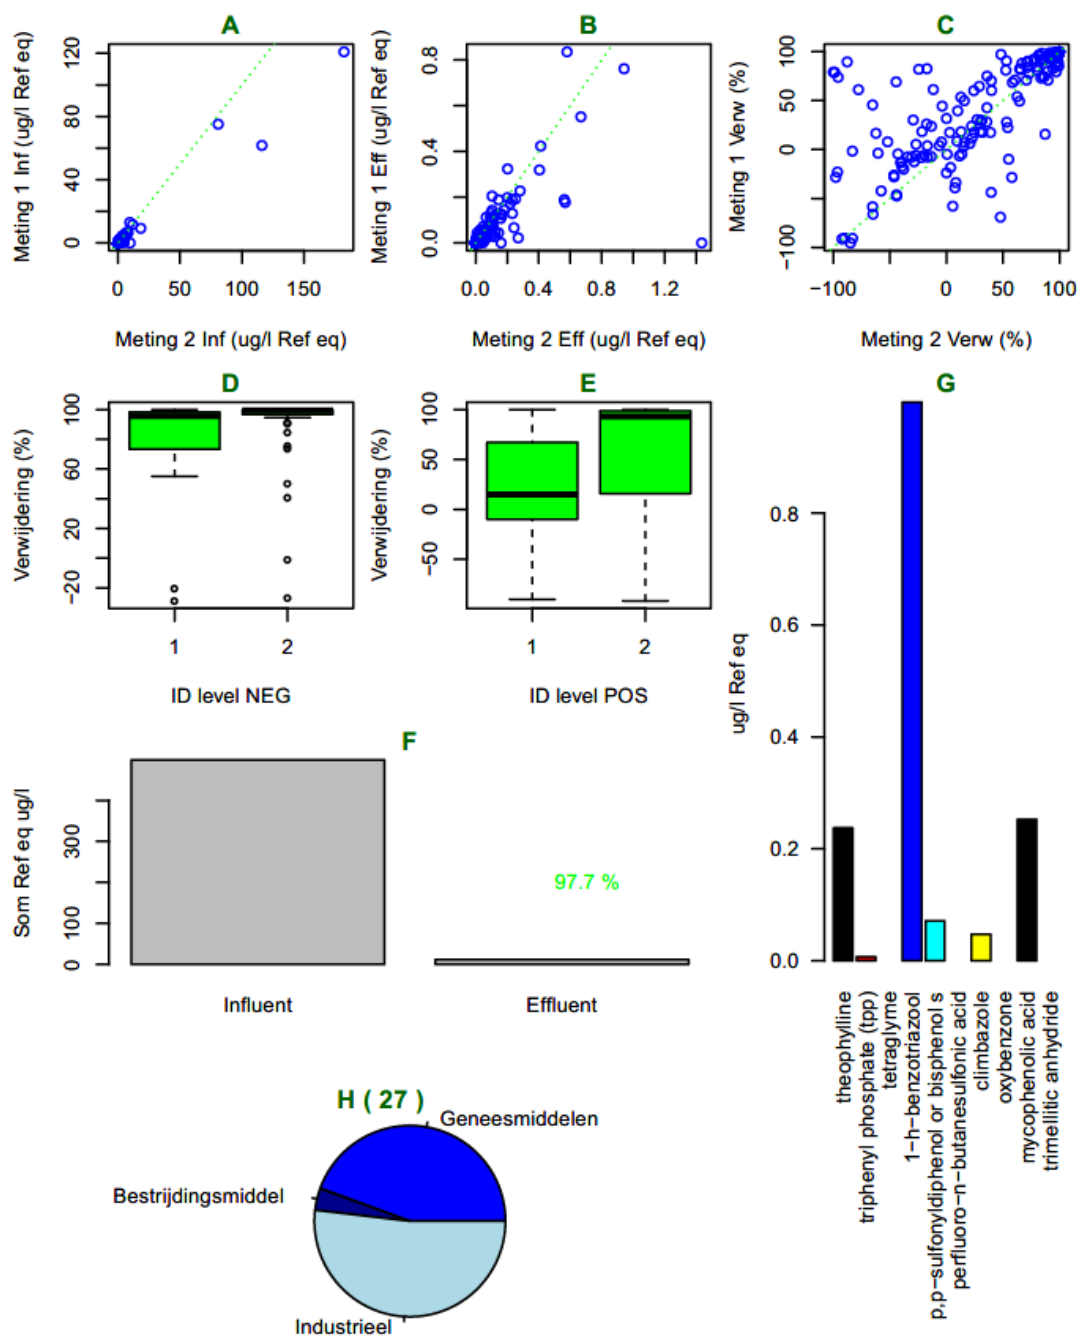 A
Meting 1 Inf (ug/l Ref eq)
120
80
40
0
0 50 100 150
Meting 2 Inf (ug/l Ref eq)
B
Meting 1 Eff (ug/l Ref eq)
0.8
0.4
0.0
0.0 0.4 0.8 1.2
Meting 2 Eff (ug/l Ref eq)
C
Meting 1 Verw (%)
100
50
0
−100
−100 0 50 100
Meting 2 Verw (%)
D
Verwijdering (%)
100
60
20
−20
1 2
ID level NEG
E
Verwijdering (%)
100
50
0
−50
1 2
ID level POS
F
Som Ref eq ug/l
300
100
0
97.7 %
Influent Effluent
G
ug/l Ref eq
0.8
0.6
0.4
0.2
0.0
theophylline
triphenyl phosphate (tpp)
tetraglyme
1−h−benzotriazool
p,p−sulfonyldiphenol or bisphenol s
perfluoro−n−butanesulfonic acid
climbazole
oxybenzone
mycophenolic acid
trimellitic anhydride
H ( 27 )
Geneesmiddelen
Bestrijdingsmiddel
Industrieel